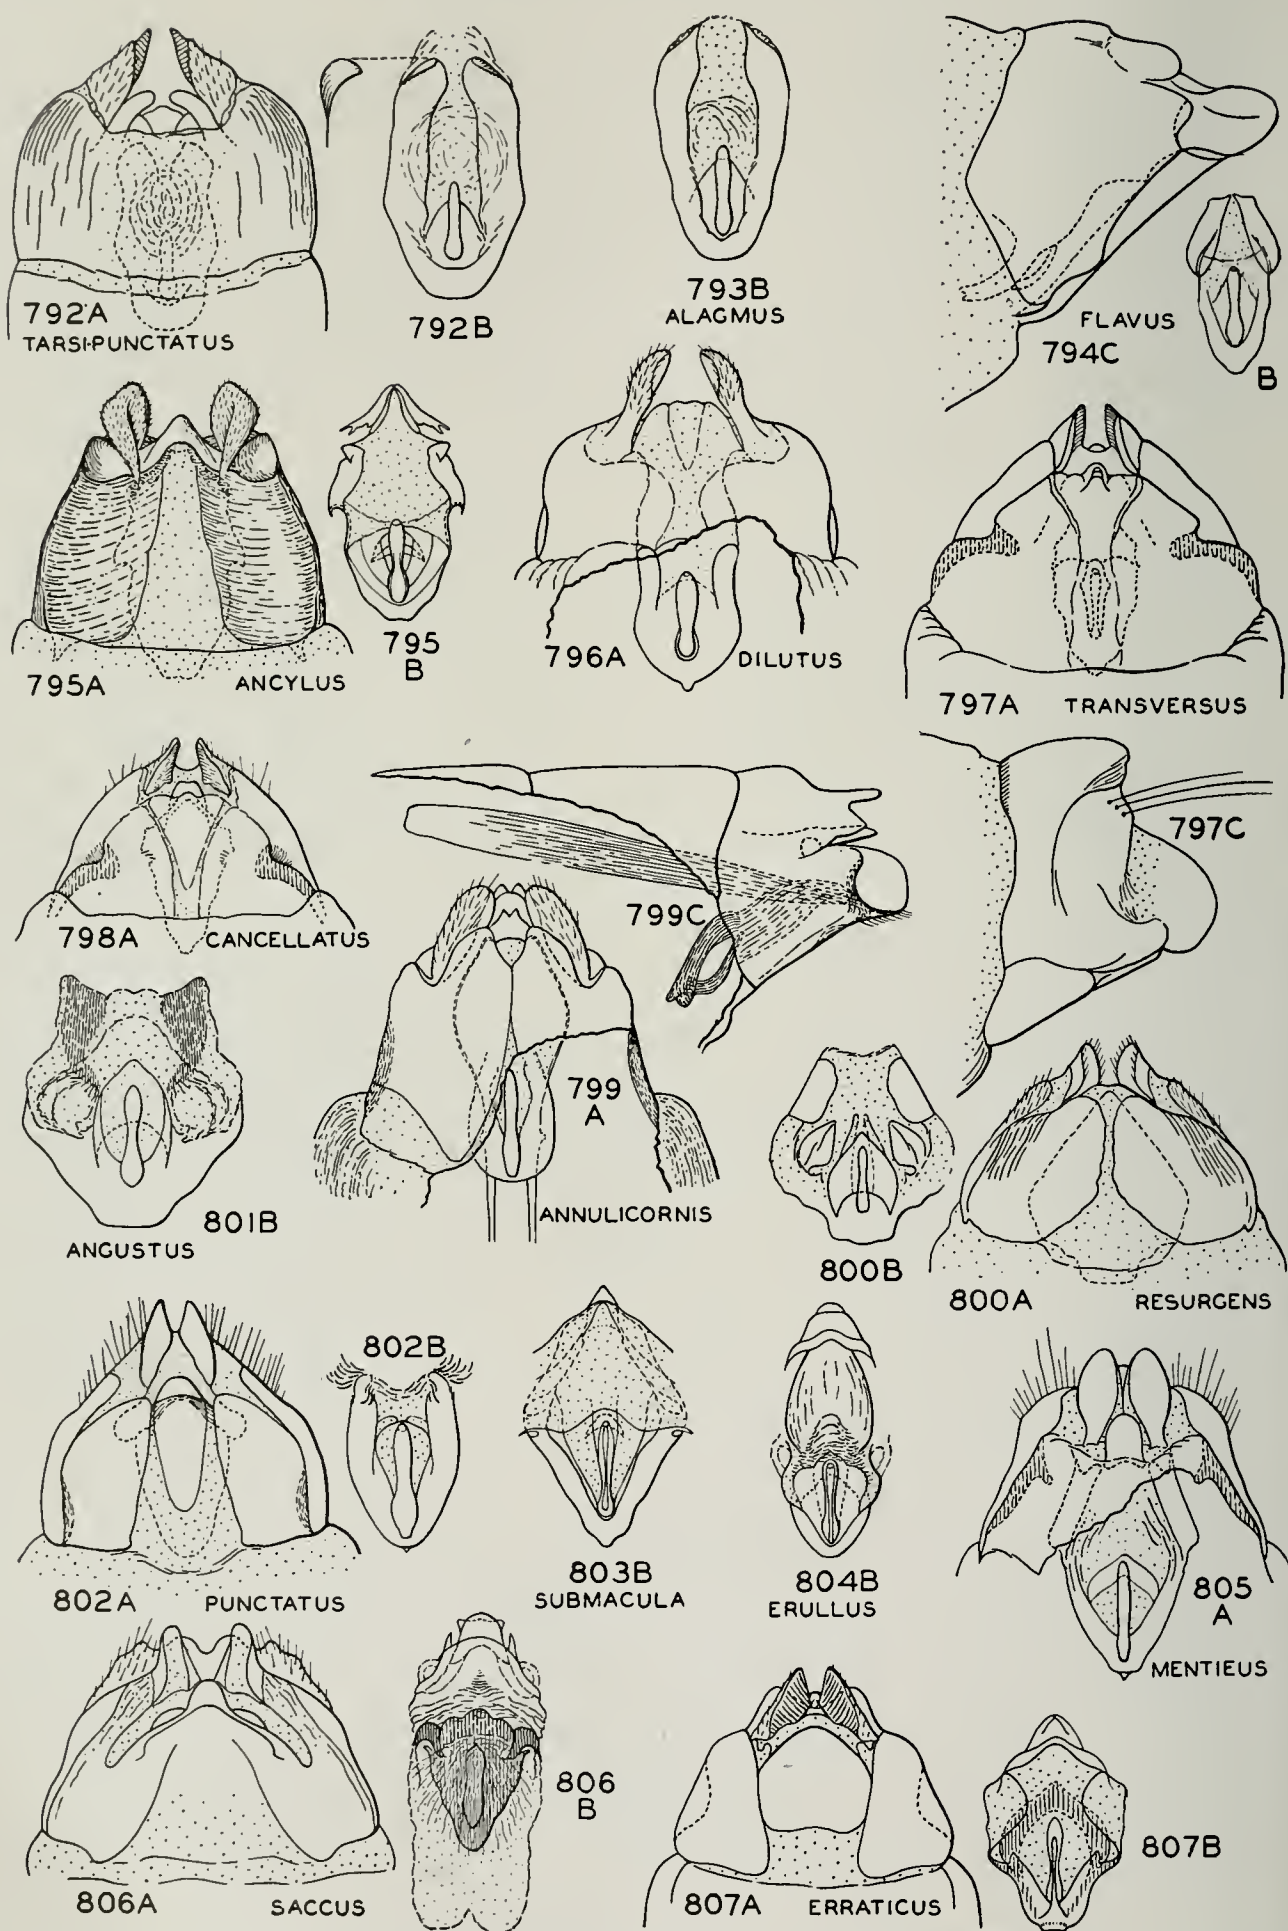 792A
TARSI-PUNCTATUS
792B
793B
ALAGMUS
FLAVUS
794C
B
795A
ANCYLUS
795
B
796A
DILUTUS
797A
TRANSVERSUS
798A
CANCELLATUS
799C
797C
799
A
ANNULICORNIS
801B
ANGUSTUS
800B
800A
RESURGENS
802A
PUNCTATUS
802B
803B
SUBMACULA
804B
ERULLUS
805
A
MENTIEUS
806A
SACCUS
806
B
807A
ERRATICUS
807B